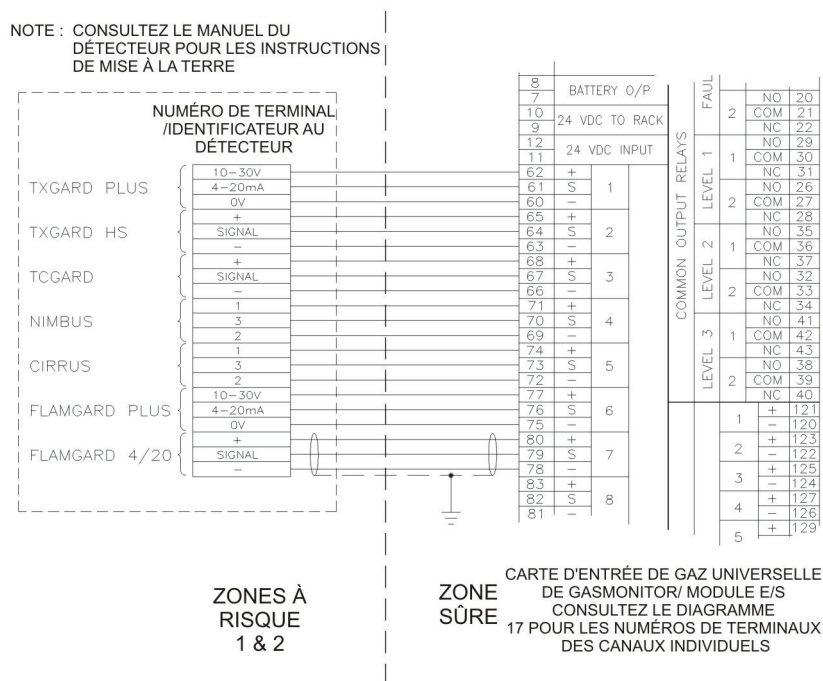 NOTE : CONSULTEZ LE MANUEL DU
DÉTECTEUR POUR LES INSTRUCTIONS
DE MISE À LA TERRE
NUMÉRO DE TERMINAL
/IDENTIFICATEUR AU
DÉTECTEUR
TXGARD PLUS
10-30V
4-20mA
0V
TXGARD HS
+
SIGNAL
-
TCGARD
+
SIGNAL
-
NIMBUS
1
3
2
CIRRUS
1
3
2
FLAMGARD PLUS
10-30V
4-20mA
0V
FLAMGARD 4/20
+
SIGNAL
-
8
7
BATTERY O/P
10
9
24 VDC TO RACK
12
11
24 VDC INPUT
62 +
61 S 1
60 -
65 +
64 S 2
63 -
68 +
67 S 3
66 -
71 +
70 S 4
69 -
74 +
73 S 5
72 -
77 +
76 S 6
75 -
80 +
79 S 7
78 -
83 +
82 S 8
81 -
COMMON OUTPUT RELAYS
FAUL
2
NO 20
COM 21
NC 22
LEVEL 1
1
NO 29
COM 30
NC 31
2
NO 26
COM 27
NC 28
LEVEL 2
1
NO 35
COM 36
NC 37
2
NO 32
COM 33
NC 34
LEVEL 3
1
NO 41
COM 42
NC 43
2
NO 38
COM 39
NC 40
1
+ 121
- 120
2
+ 123
- 122
3
+ 125
- 124
4
+ 127
- 126
5
+ 129
ZONES À
RISQUE
1 & 2
ZONE
SÛRE
CARTE D'ENTRÉE DE GAZ UNIVERSELLE
DE GASMONITOR/ MODULE E/S
CONSULTEZ LE DIAGRAMME
17 POUR LES NUMÉROS DE TERMINAUX
DES CANAUX INDIVIDUELS